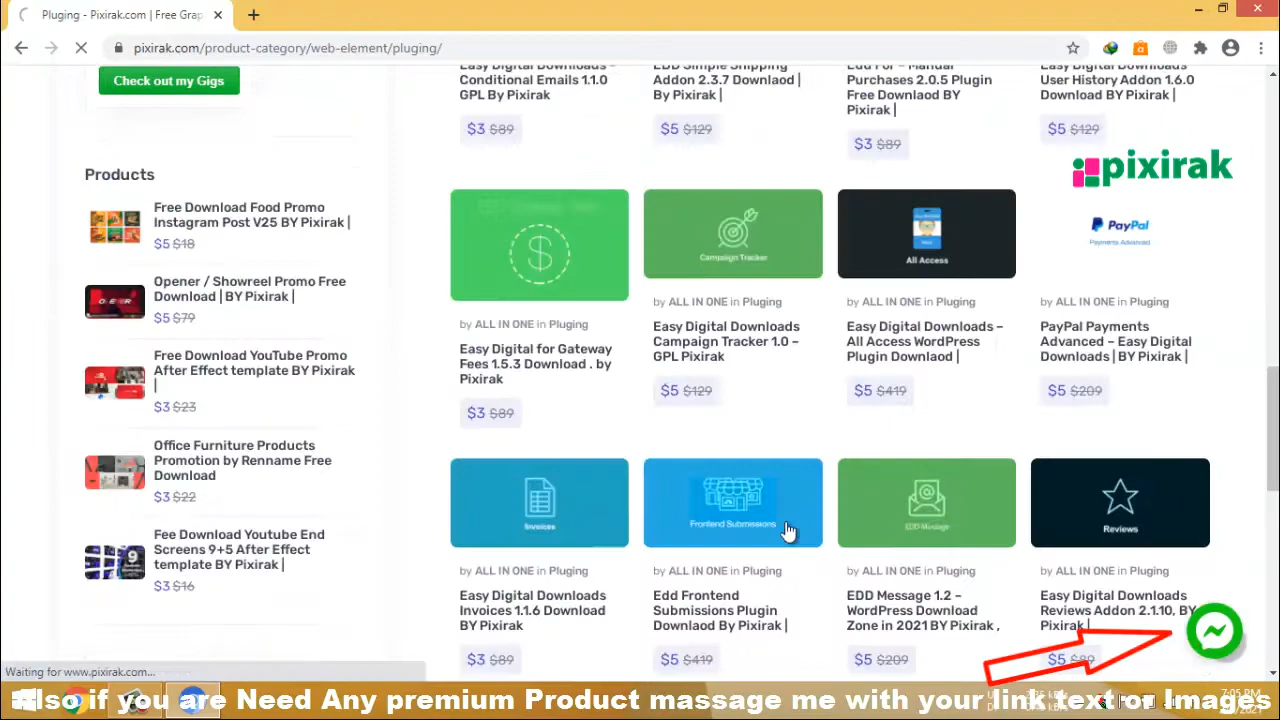 Pluging - Pixirak.com | Free Grap
pixirak.com/product-category/web-element/pluging/
Check out my Gigs
Products
Free Download Food Promo
Instagram Post V25 BY Pixirak |
$5 $18
Opener / Showreel Promo Free
Download | BY Pixirak |
$5 $79
Free Download YouTube Promo
After Effect template BY Pixirak
|
$3 $23
Office Furniture Products
Promotion by Renname Free
Download
$3 $22
Fee Download Youtube End
Screens 9+5 After Effect
template BY Pixirak |
$3 $16
Easy Digital Downloads -
Conditional Emails 1.1.0
GPL By Pixirak
$3 $89
EDD Simple Shipping
Addon 2.3.7 Downlaod |
By Pixirak |
$5 $129
Edd For – Manual
Purchases 2.0.5 Plugin
Free Downlaod BY
Pixirak |
$3 $89
Easy Digital Downloads
User History Addon 1.6.0
Download BY Pixirak |
$5 $129
pixirak
by ALL IN ONE in Pluging
Easy Digital for Gateway
Fees 1.5.3 Download . by
Pixirak
$3 $89
Campaign Tracker
by ALL IN ONE in Pluging
Easy Digital Downloads
Campaign Tracker 1.0 –
GPL Pixirak
$5 $129
All Access
by ALL IN ONE in Pluging
Easy Digital Downloads –
All Access WordPress
Plugin Downlaod |
$5 $419
PayPal
Payments Advanced
by ALL IN ONE in Pluging
PayPal Payments
Advanced – Easy Digital
Downloads | BY Pixirak |
$5 $209
Invoices
by ALL IN ONE in Pluging
Easy Digital Downloads
Invoices 1.1.6 Download
BY Pixirak
$3 $89
Frontend Submissions
by ALL IN ONE in Pluging
Edd Frontend
Submissions Plugin
Downlaod By Pixirak |
$5 $419
EDD Message
by ALL IN ONE in Pluging
EDD Message 1.2 –
WordPress Download
Zone in 2021 BY Pixirak ,
$5 $209
Reviews
by ALL IN ONE in Pluging
Easy Digital Downloads
Reviews Addon 2.1.10, BY
Pixirak |
$5 $89
Waiting for www.pixirak.com...
lso if you are Need Any premium Product massage me with your link text or Images
7:05 PM